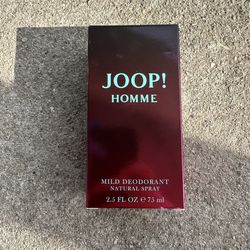 JOOP!
HOMME
MILD DEODORANT
NATURAL SPRAY
2.5 FL OZ ℮ 75 ml